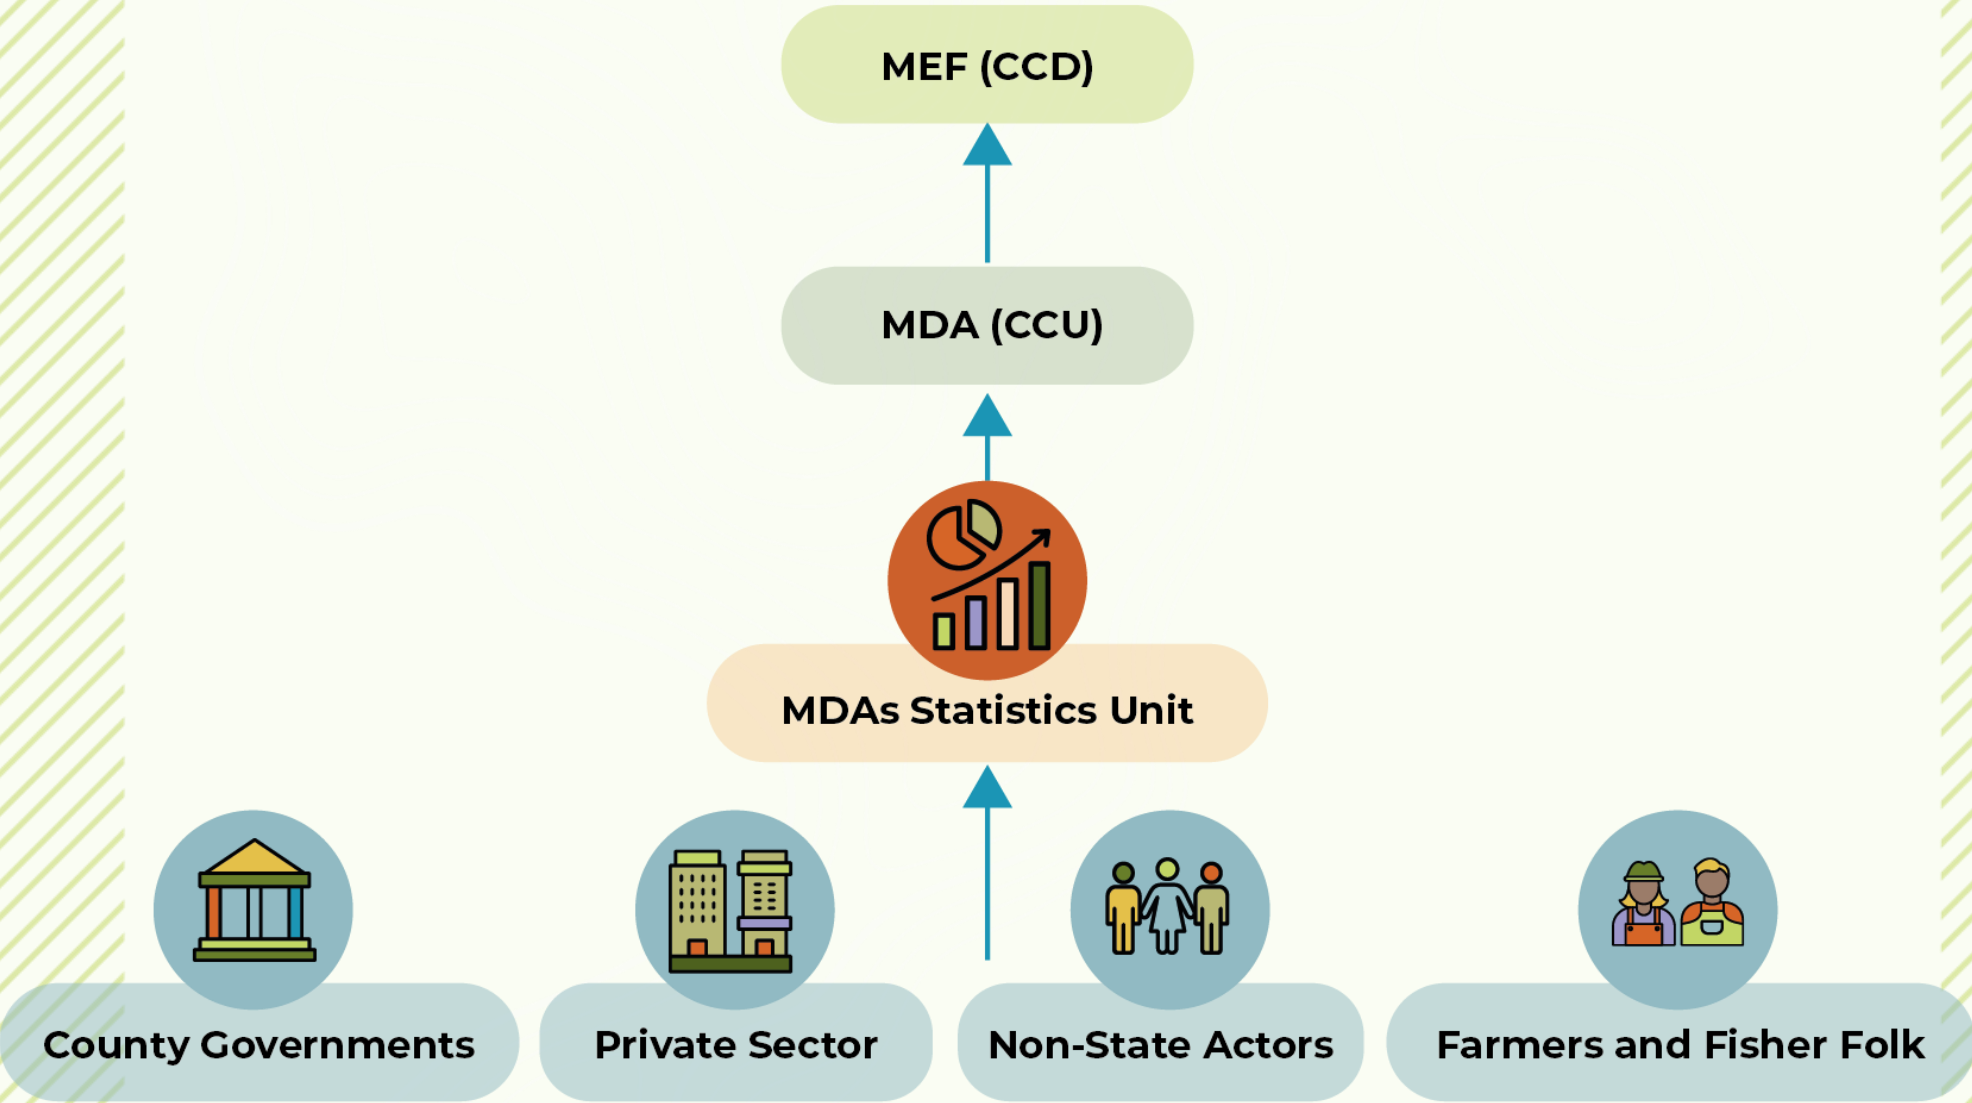 MEF (CCD)
MDA (CCU)
MDAs Statistics Unit
County Governments
Private Sector
Non-State Actors
Farmers and Fisher Folk